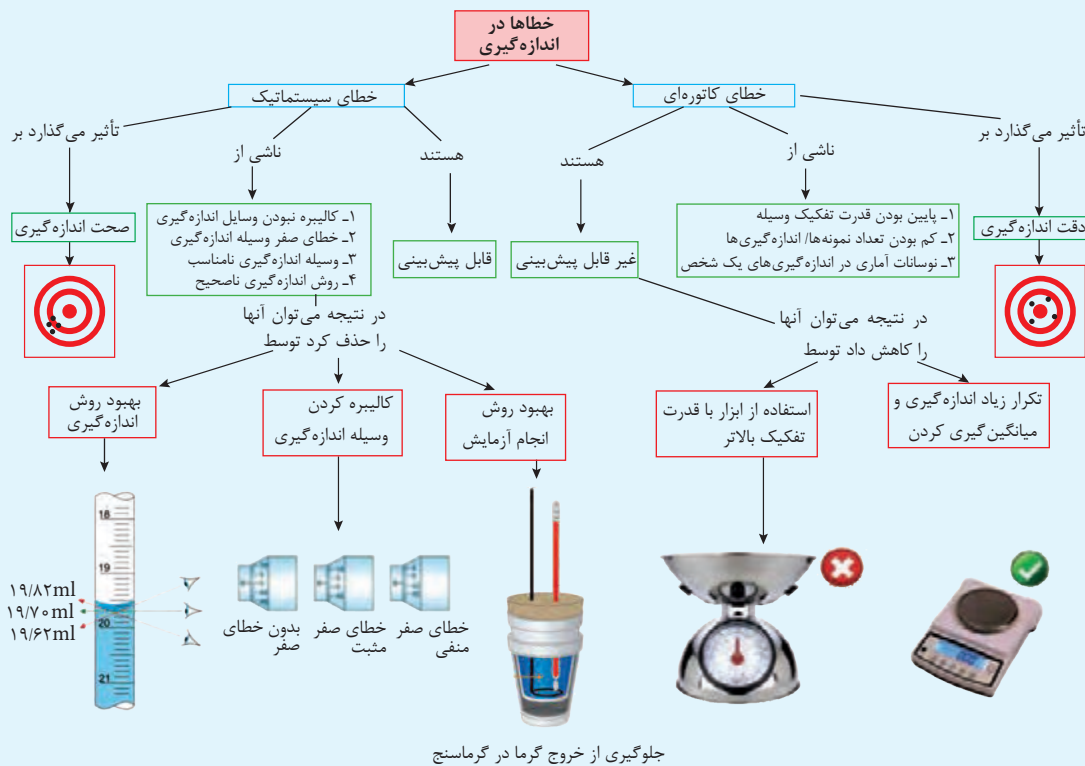 خطاها در
اندازه‌گیری
خطای کاتوره‌ای
تأثیر می‌گذارد بر
دقت اندازه‌گیری
ناشی از
۱ـ پایین بودن قدرت تفکیک وسیله
۲ـ کم بودن تعداد نمونه‌ها/ اندازه‌گیری‌ها
۳ـ نوسانات آماری در اندازه‌گیری‌های یک شخص
هستند
غیر قابل پیش‌بینی
در نتیجه می‌توان آنها
را کاهش داد توسط
تکرار زیاد اندازه‌گیری و
میانگین‌گیری کردن
استفاده از ابزار با قدرت
تفکیک بالاتر
خطای سیستماتیک
هستند
قابل پیش‌بینی
ناشی از
۱ـ کالیبره نبودن وسایل اندازه‌گیری
۲ـ خطای صفر وسیله اندازه‌گیری
۳ـ وسیله اندازه‌گیری نامناسب
۴ـ روش اندازه‌گیری ناصحیح
تأثیر می‌گذارد بر
صحت اندازه‌گیری
در نتیجه می‌توان آنها
را حذف کرد توسط
بهبود روش
انجام آزمایش
کالیبره کردن
وسیله اندازه‌گیری
بهبود روش
اندازه‌گیری
خطای صفر
منفی
خطای صفر
مثبت
بدون خطای
صفر
18
19
20
21
۱۹/۸۲ml
۱۹/۷۰ml
۱۹/۶۲ml
جلوگیری از خروج گرما در گرماسنج